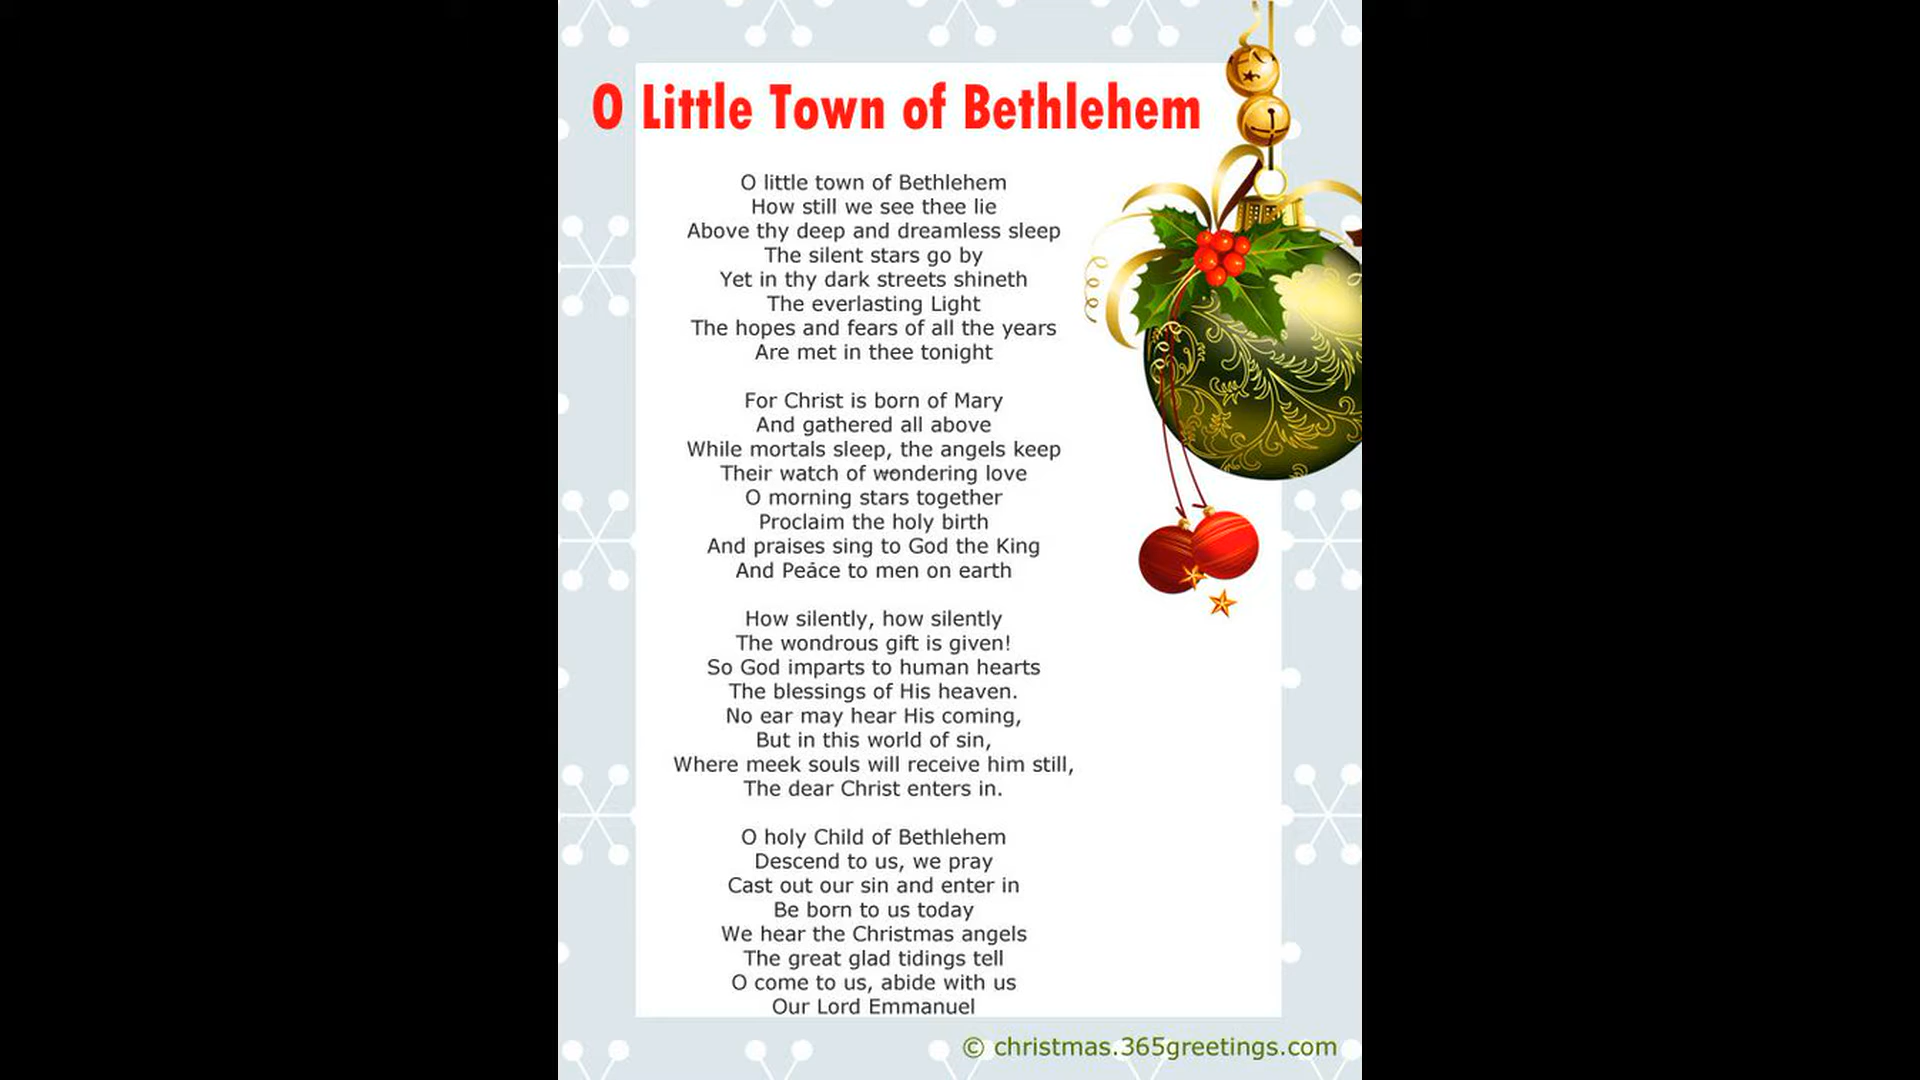 O Little Town of Bethlehem
O little town of Bethlehem
How still we see thee lie
Above thy deep and dreamless sleep
The silent stars go by
Yet in thy dark streets shineth
The everlasting Light
The hopes and fears of all the years
Are met in thee tonight
For Christ is born of Mary
And gathered all above
While mortals sleep, the angels keep
Their watch of wondering love
O morning stars together
Proclaim the holy birth
And praises sing to God the King
And Peace to men on earth
How silently, how silently
The wondrous gift is given!
So God imparts to human hearts
The blessings of His heaven.
No ear may hear His coming,
But in this world of sin,
Where meek souls will receive him still,
The dear Christ enters in.
O holy Child of Bethlehem
Descend to us, we pray
Cast out our sin and enter in
Be born to us today
We hear the Christmas angels
The great glad tidings tell
O come to us, abide with us
Our Lord Emmanuel
© christmas.365greetings.com